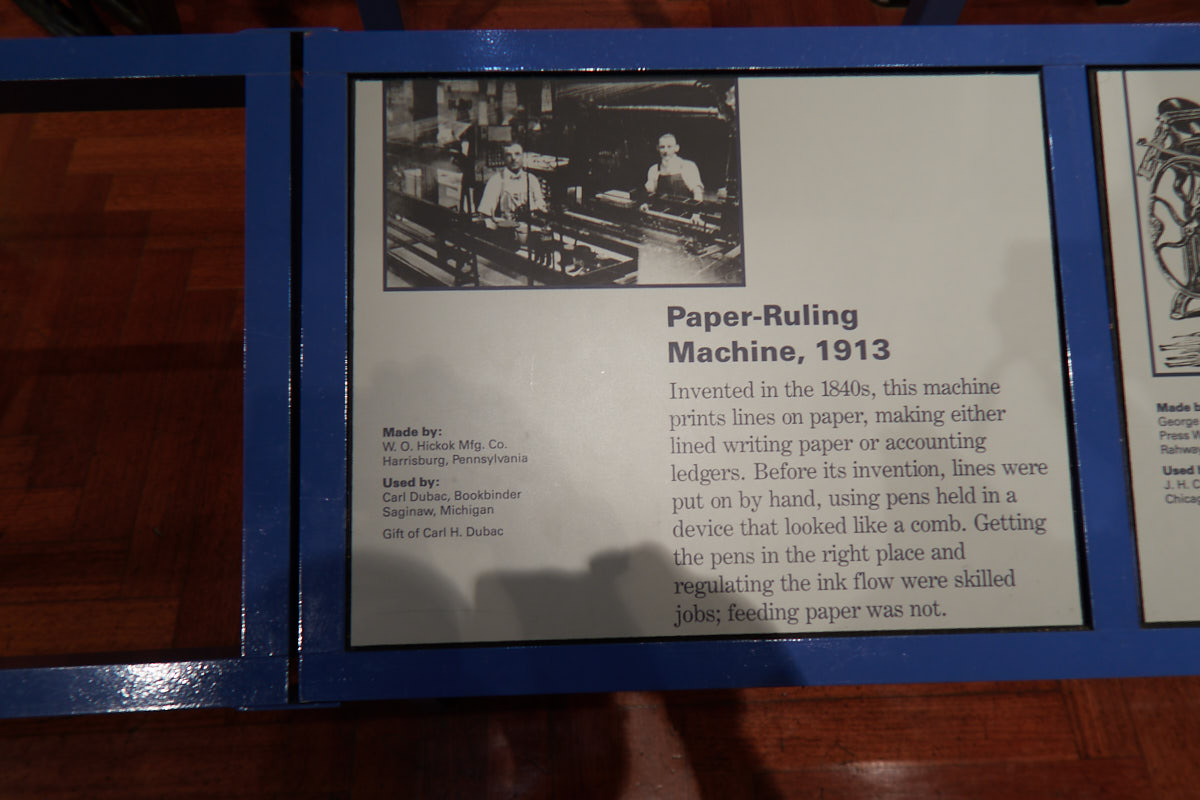 Paper-Ruling
Machine, 1913
Invented in the 1840s, this machine
prints lines on paper, making either
lined writing paper or accounting
ledgers. Before its invention, lines were
put on by hand, using pens held in a
device that looked like a comb. Getting
the pens in the right place and
regulating the ink flow were skilled
jobs; feeding paper was not.
Made by:
W. O. Hickok Mfg. Co.
Harrisburg, Pennsylvania
Used by:
Carl Dubac, Bookbinder
Saginaw, Michigan
Gift of Carl H. Dubac
Made
George
Press
Used
J. H.